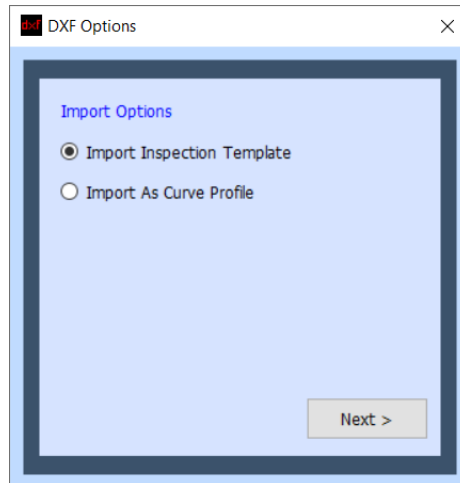 dxf DXF Options
Import Options
Import Inspection Template
Import As Curve Profile
Next >